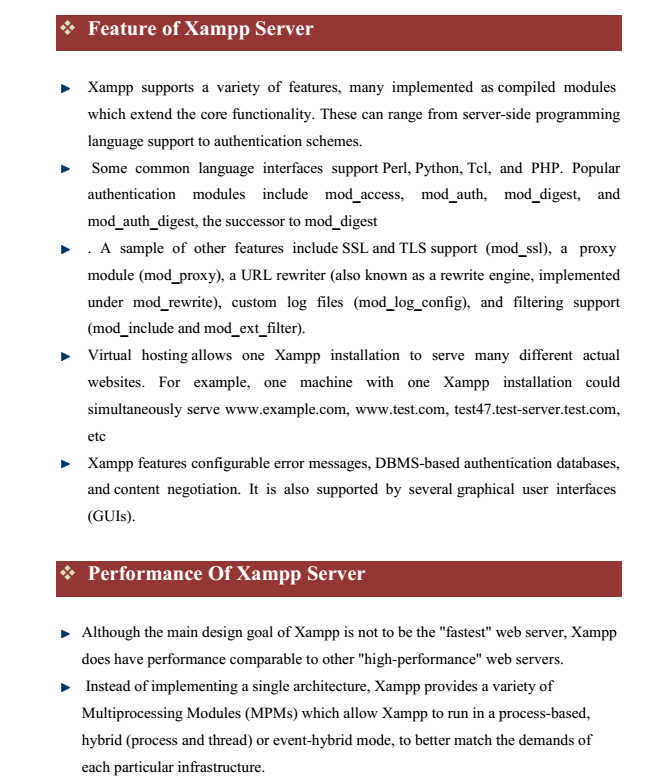 ❖ Feature of Xampp Server
► Xampp supports a variety of features, many implemented as compiled modules
which extend the core functionality. These can range from server-side programming
language support to authentication schemes.
► Some common language interfaces support Perl, Python, Tcl, and PHP. Popular
authentication modules include mod_access, mod_auth, mod_digest, and
mod_auth_digest, the successor to mod_digest
► . A sample of other features include SSL and TLS support (mod_ssl), a proxy
module (mod_proxy), a URL rewriter (also known as a rewrite engine, implemented
under mod_rewrite), custom log files (mod_log_config), and filtering support
(mod_include and mod_ext_filter).
► Virtual hosting allows one Xampp installation to serve many different actual
websites. For example, one machine with one Xampp installation could
simultaneously serve www.example.com, www.test.com, test47.test-server.test.com,
etc
► Xampp features configurable error messages, DBMS-based authentication databases,
and content negotiation. It is also supported by several graphical user interfaces
(GUIs).
❖ Performance Of Xampp Server
► Although the main design goal of Xampp is not to be the "fastest" web server, Xampp
does have performance comparable to other "high-performance" web servers.
► Instead of implementing a single architecture, Xampp provides a variety of
Multiprocessing Modules (MPMs) which allow Xampp to run in a process-based,
hybrid (process and thread) or event-hybrid mode, to better match the demands of
each particular infrastructure.